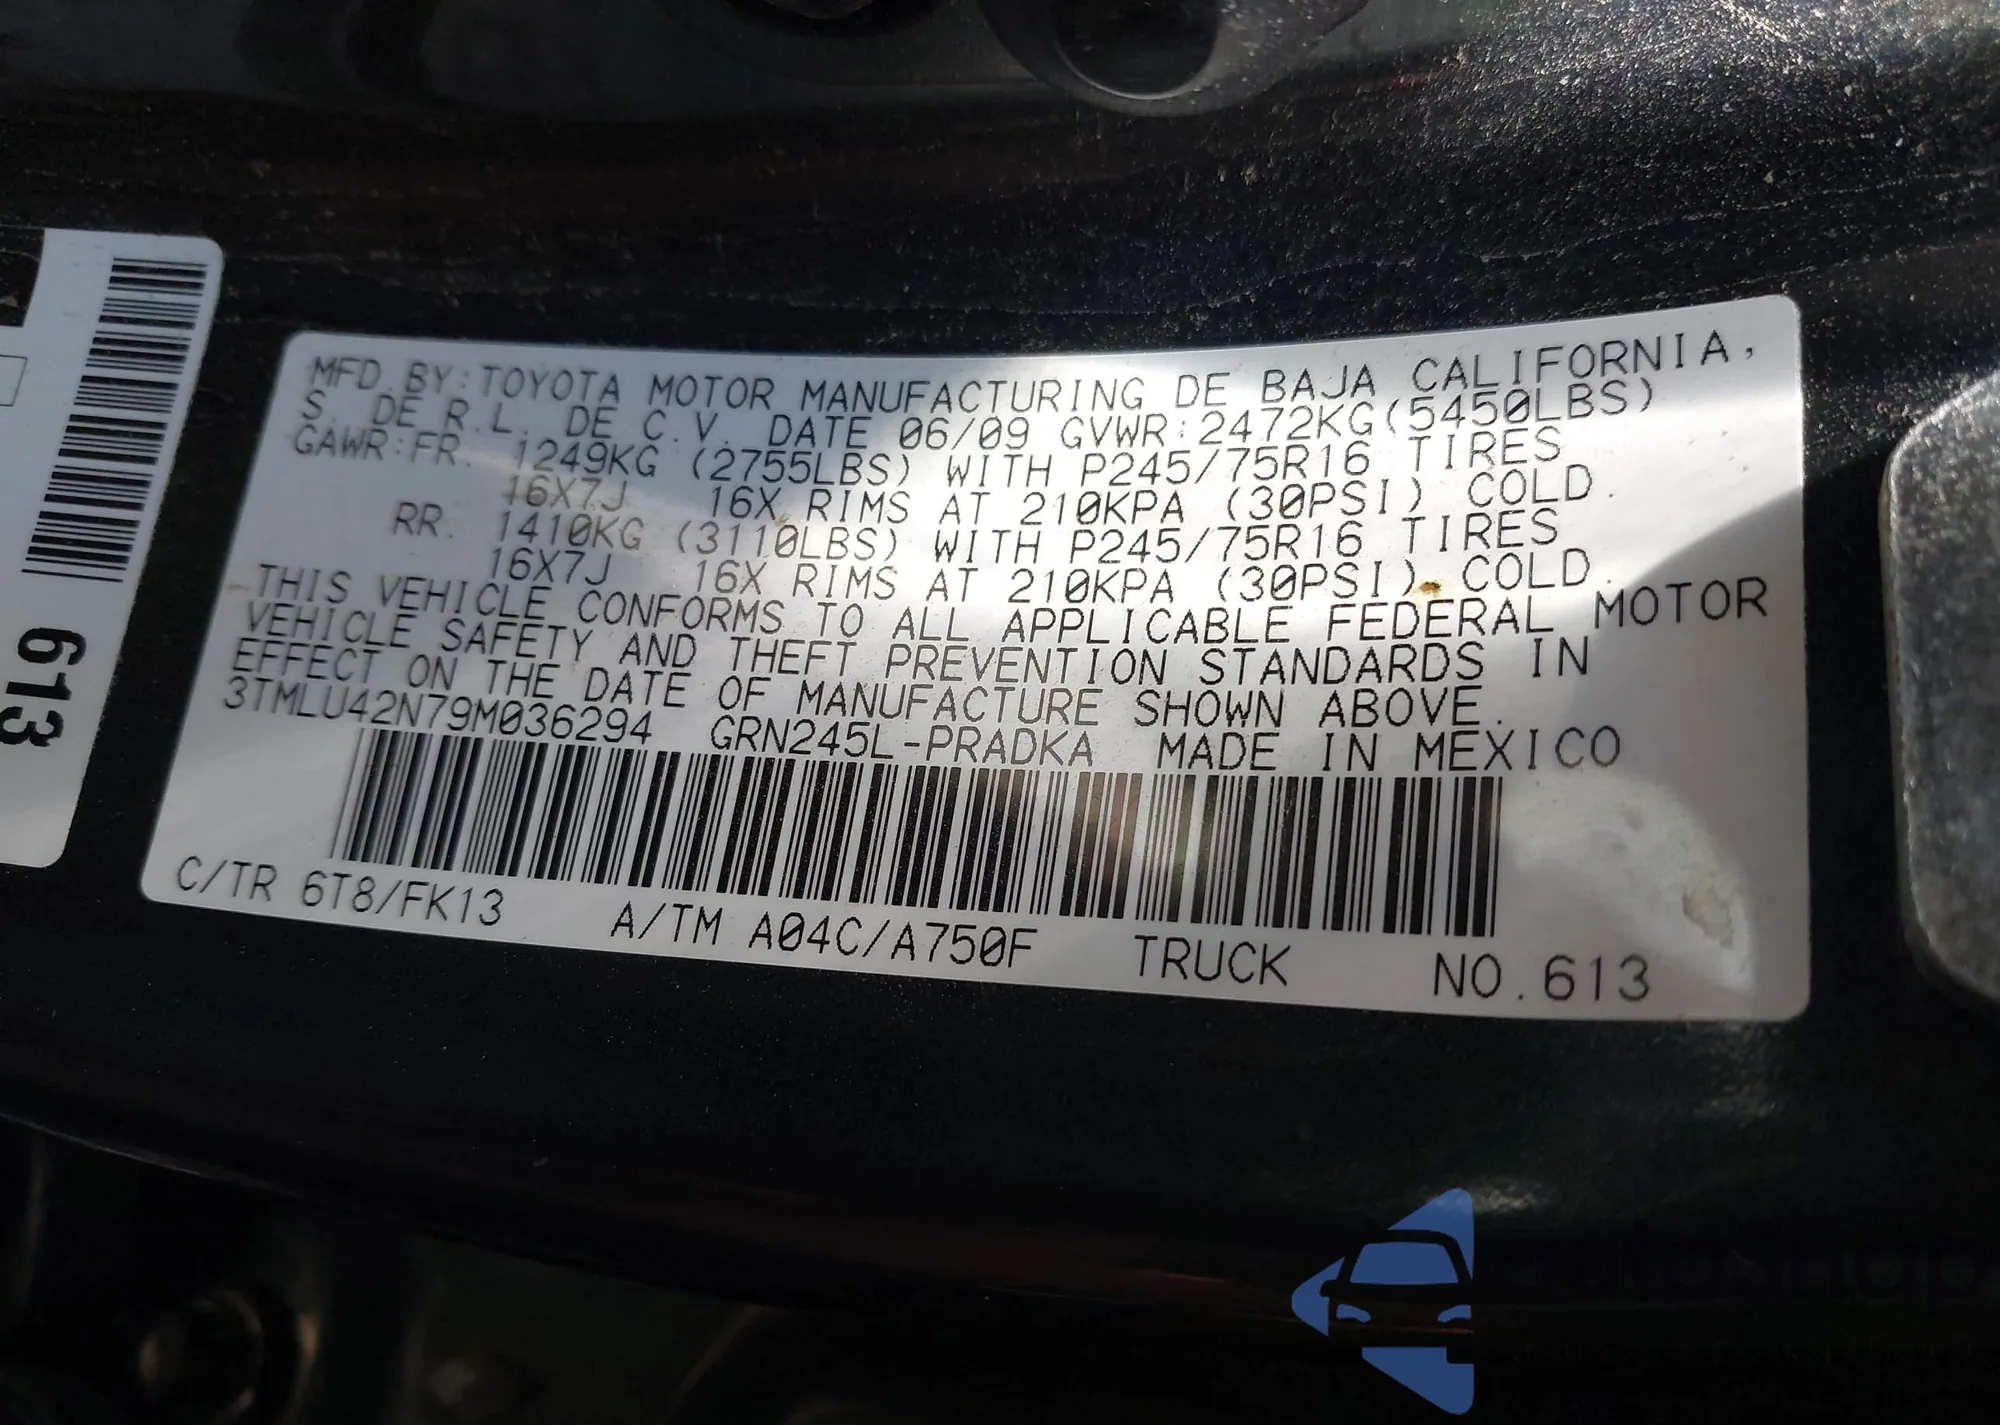 MFD.BY:TOYOTA MOTOR MANUFACTURING DE BAJA CALIFORNIA,
S. DE R.L. DE C.V. DATE 06/09 GVWR:2472KG(5450LBS)
GAWR:FR. 1249KG (2755LBS) WITH P245/75R16 TIRES
16X7J 16X RIMS AT 210KPA (30PSI) COLD.
RR. 1410KG (3110LBS) WITH P245/75R16 TIRES
16X7J 16X RIMS AT 210KPA (30PSI) COLD.
THIS VEHICLE CONFORMS TO ALL APPLICABLE FEDERAL MOTOR
VEHICLE SAFETY AND THEFT PREVENTION STANDARDS IN
EFFECT ON THE DATE OF MANUFACTURE SHOWN ABOVE.
3TMLU42N79M036294 GRN245L-PRADKA MADE IN MEXICO
C/TR 6T8/FK13 A/TM A04C/A750F TRUCK NO.613
613